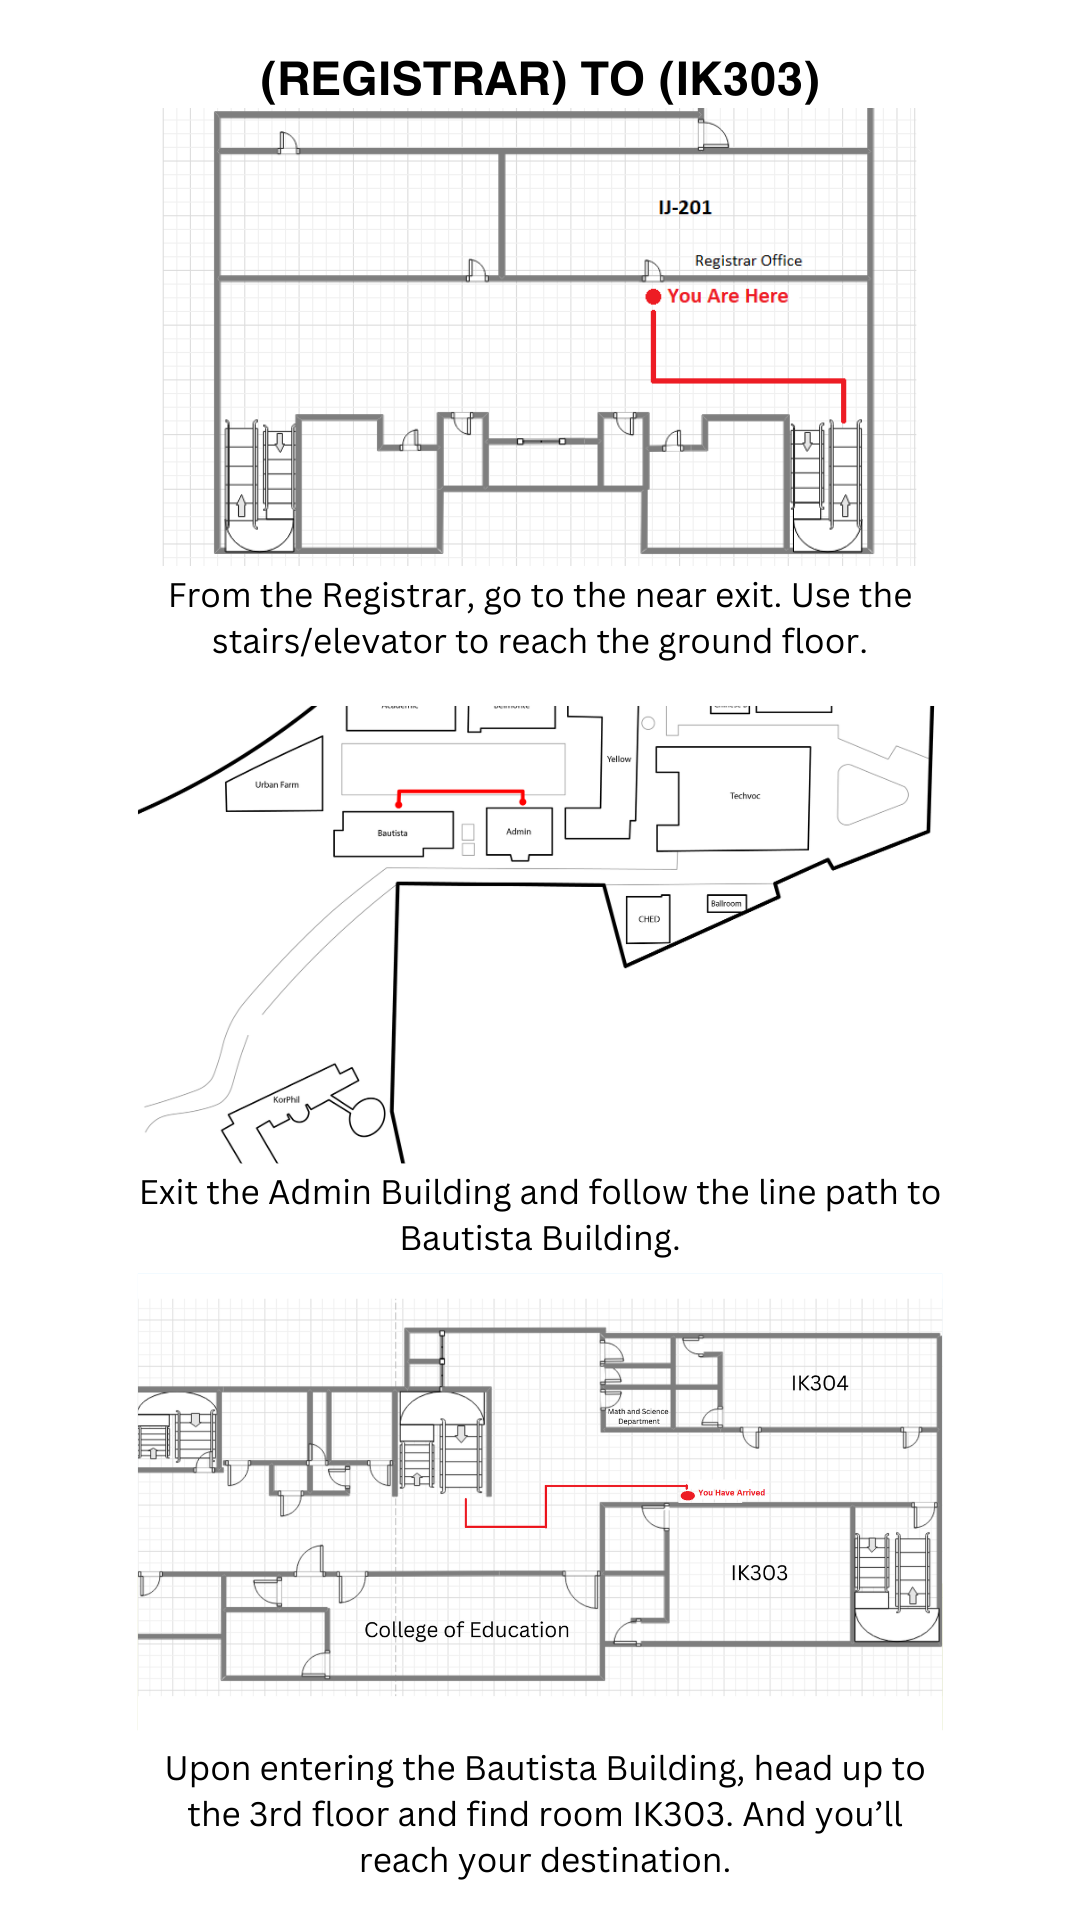 (REGISTRAR) TO (IK303)
IJ-201
Registrar Office
You Are Here
From the Registrar, go to the near exit. Use the
stairs/elevator to reach the ground floor.
Urban Farm
Yellow
Techvoc
Bautista
Admin
CHED
Ballroom
KorPhil
Exit the Admin Building and follow the line path to
Bautista Building.
IK304
Math and Science
Department
You Have Arrived
IK303
College of Education
Upon entering the Bautista Building, head up to
the 3rd floor and find room IK303. And you’ll
reach your destination.